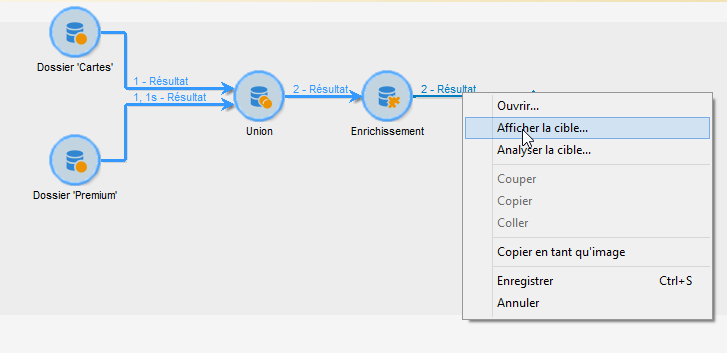 Dossier 'Cartes'
1 - Résultat
1, 1s - Résultat
Union
2 - Résultat
Enrichissement
2 - Résultat
Dossier 'Premium'
Ouvrir...
Afficher la cible...
Analyser la cible...
Couper
Copier
Coller
Copier en tant qu'image
Enregistrer Ctrl+S
Annuler